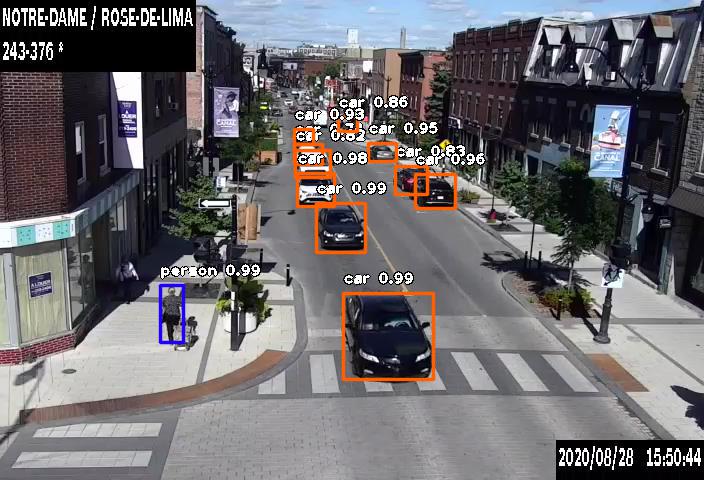 NOTRE-DAME / ROSE-DE-LIMA
243-376 *
car 0.86
car 0.93
car 0.95
car 0.82
car 0.83
car 0.98
car 0.96
car 0.99
person 0.99
car 0.99
A LOUER
CANAL
CANAL
2020/08/28 15:50:44